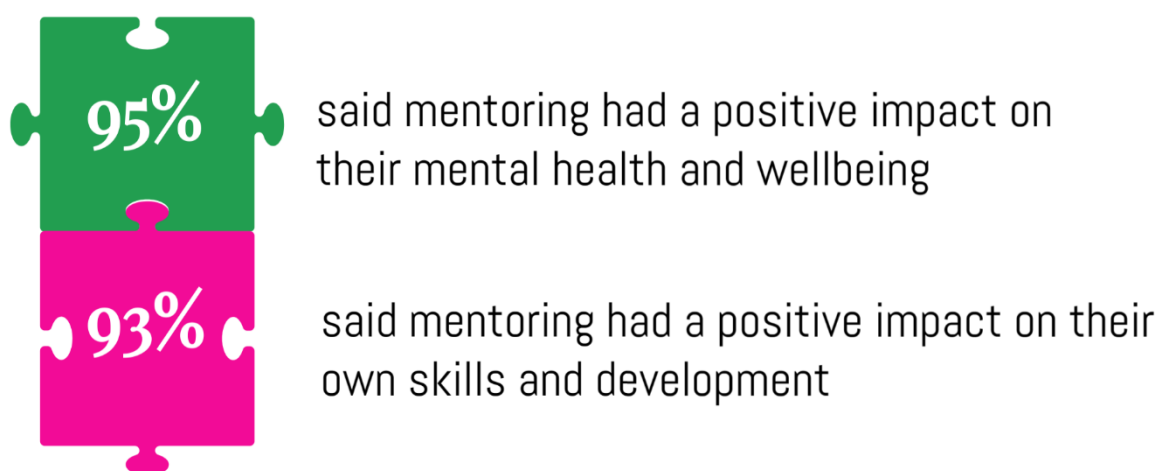 95%
said mentoring had a positive impact on
their mental health and wellbeing
93%
said mentoring had a positive impact on their
own skills and development